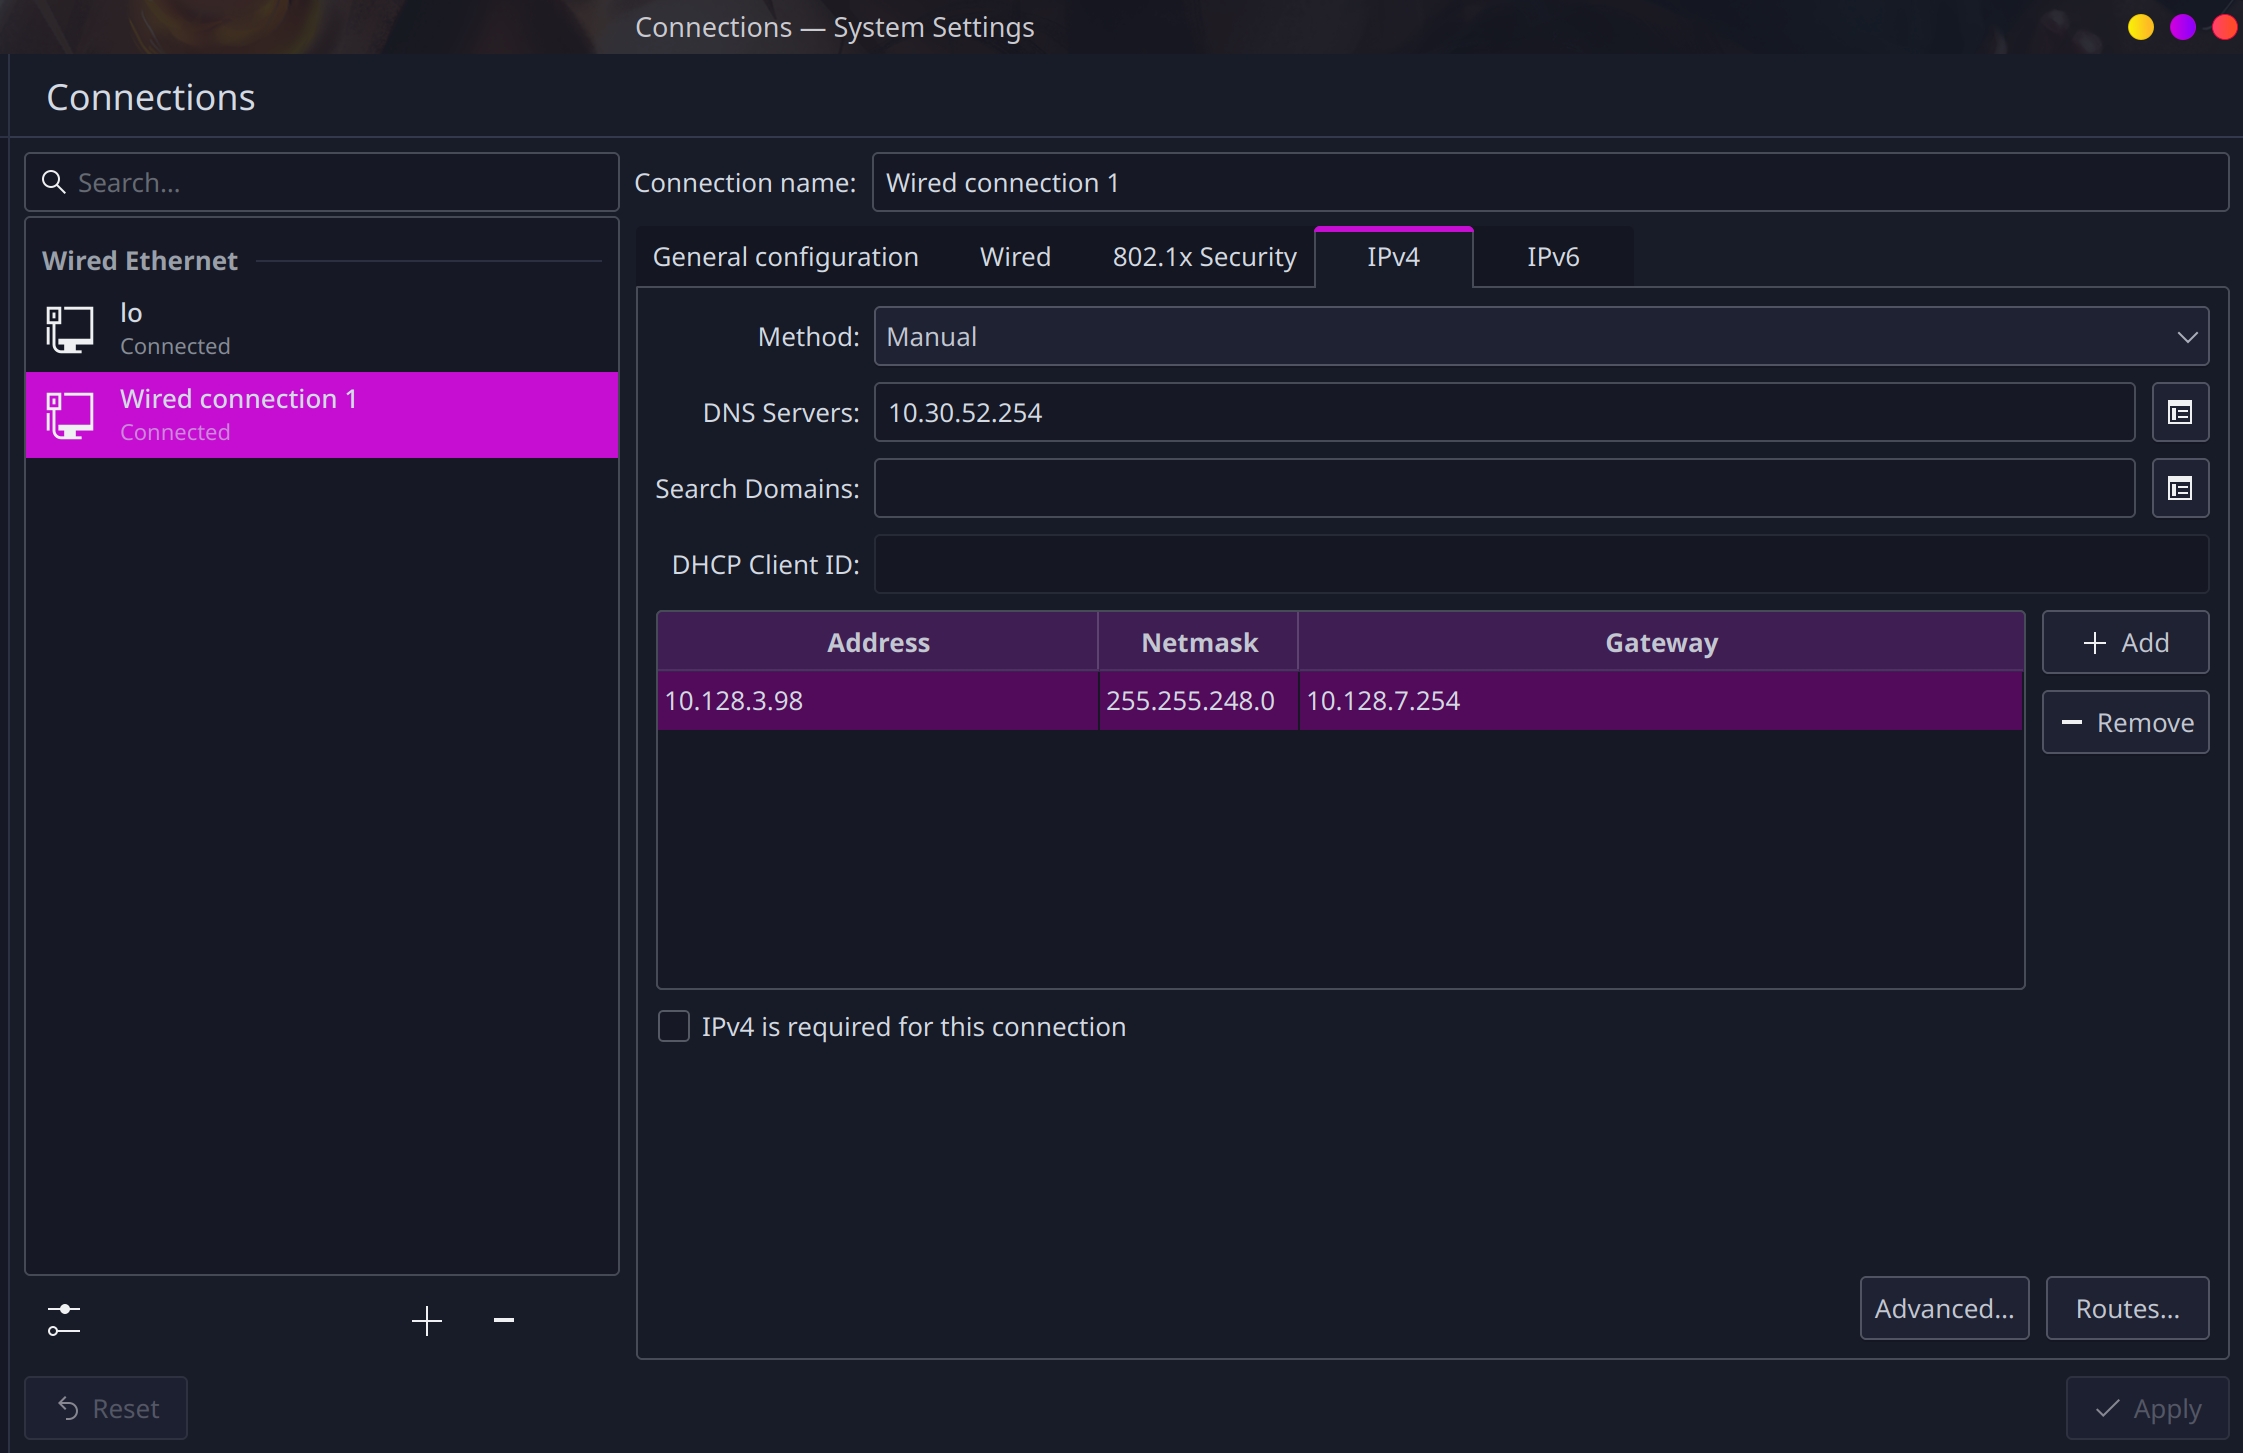 Connections — System Settings
Connections
Search...
Connection name: Wired connection 1
Wired Ethernet
lo
Connected
Wired connection 1
Connected
General configuration Wired 802.1x Security IPv4 IPv6
Method: Manual
DNS Servers: 10.30.52.254
Search Domains:
DHCP Client ID:
Address Netmask Gateway
10.128.3.98 255.255.248.0 10.128.7.254
Add
Remove
IPv4 is required for this connection
Advanced... Routes...
Reset
Apply